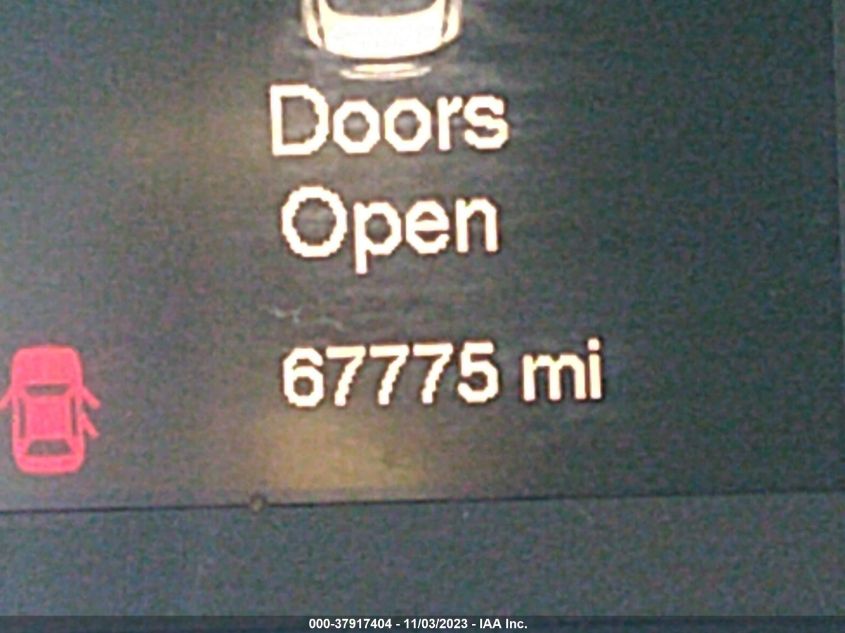 Doors
Open
67775 mi
000-37917404 - 11/03/2023 - IAA Inc.